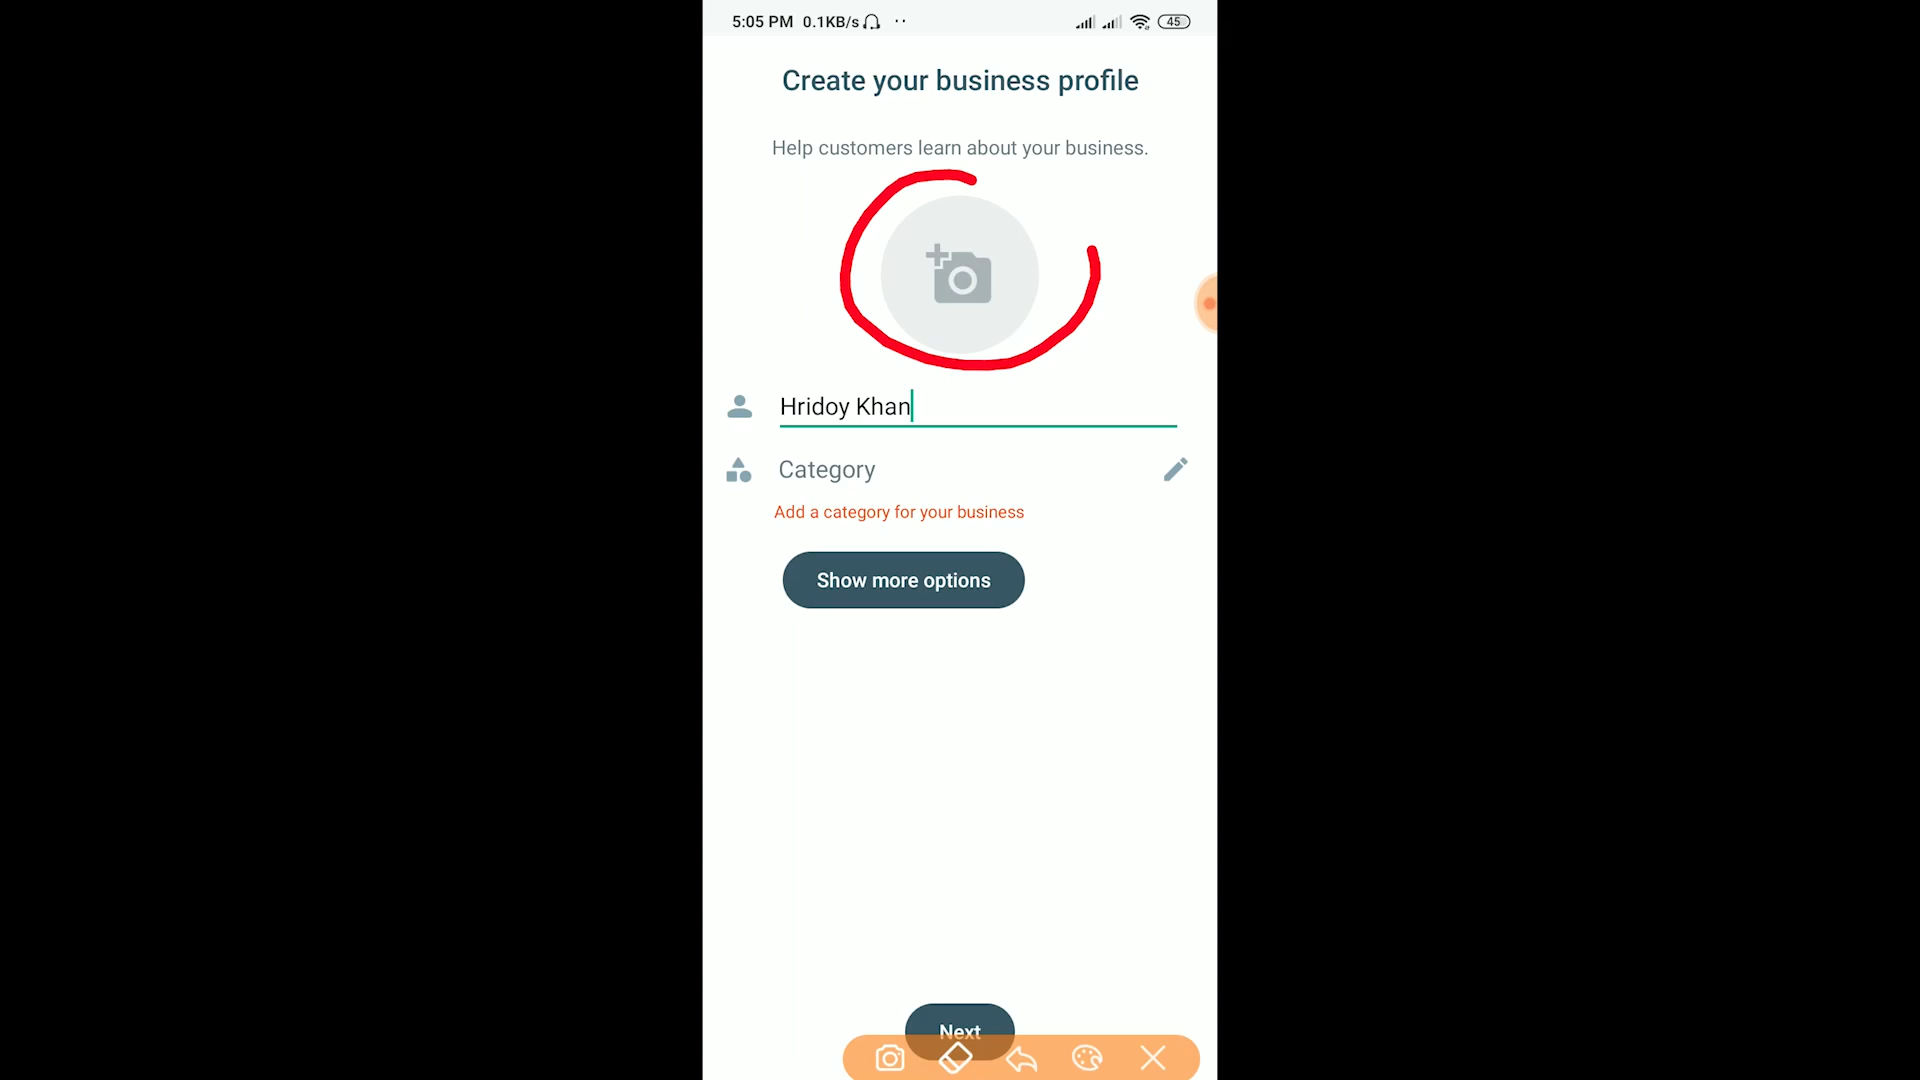 5:05 PM 0.1KB/s 45
Create your business profile
Help customers learn about your business.
Hridoy Khan
Category
Add a category for your business
Show more options
Next